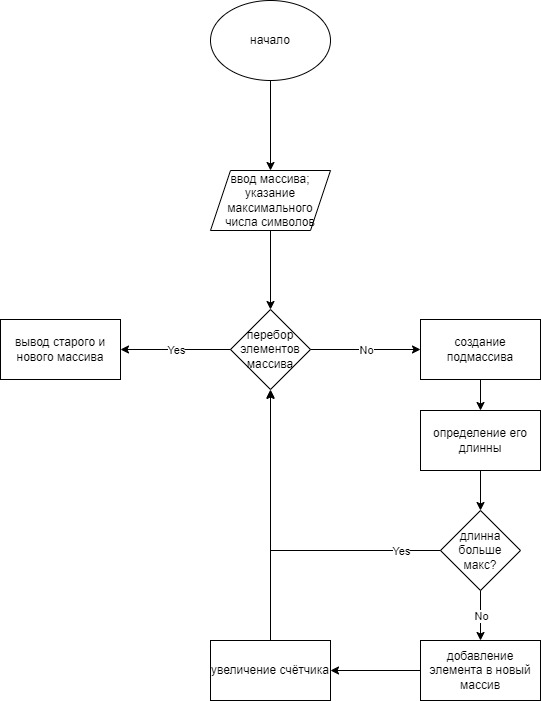 начало
ввод массива;
указание
максимального
числа символов
перебор
элементов
массива
вывод старого и
нового массива
Yes
No
создание
подмассива
определение его
длинны
длинна
больше
макс?
Yes
No
увеличение счётчика
добавление
элемента в новый
массив